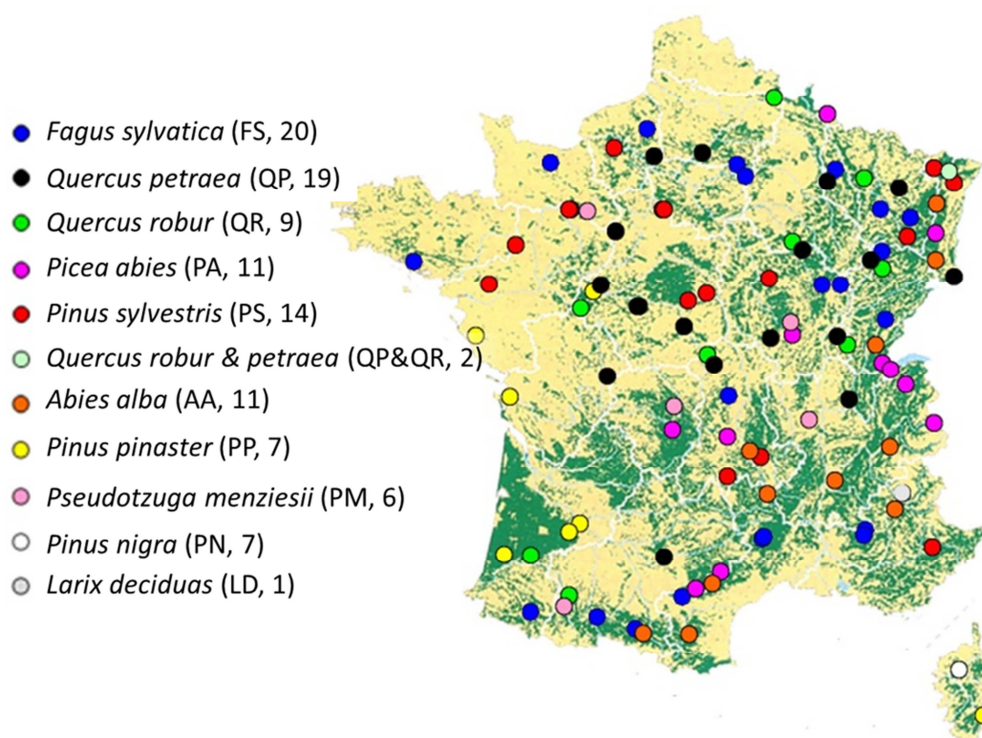 Fagus sylvatica (FS, 20)
Quercus petraea (QP, 19)
Quercus robur (QR, 9)
Picea abies (PA, 11)
Pinus sylvestris (PS, 14)
Quercus robur & petraea (QP&QR, 2)
Abies alba (AA, 11)
Pinus pinaster (PP, 7)
Pseudotzuga menziesii (PM, 6)
Pinus nigra (PN, 7)
Larix deciduas (LD, 1)